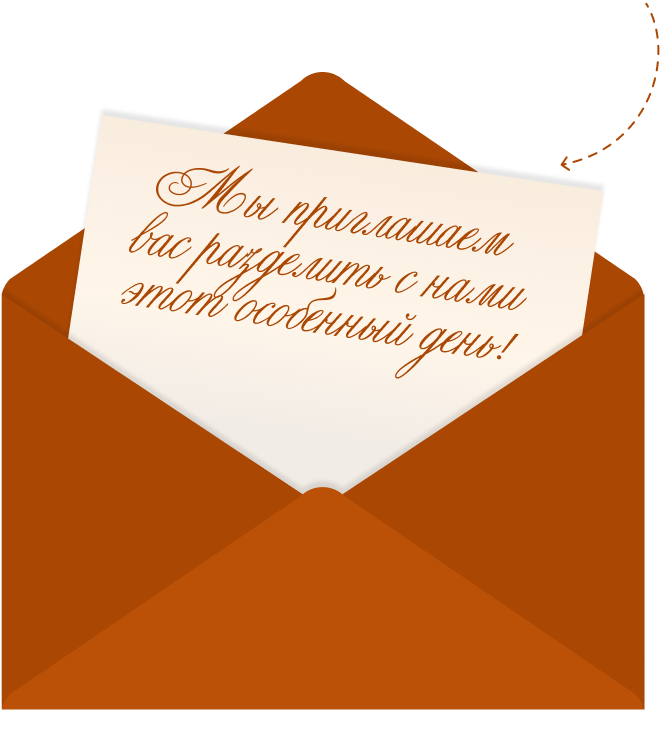 Мы приглашаем
вас разделить с нами
этот особенный день!